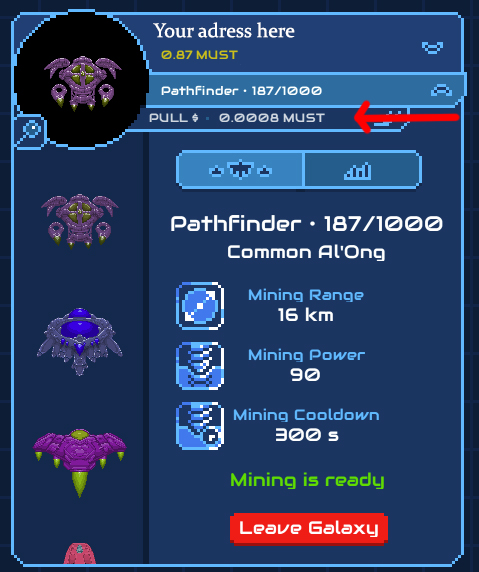 Your adress here
0.87 MUST
Pathfinder • 187/1000
PULL $ • 0.0008 MUST
Pathfinder • 187/1000
Common Al'Ong
Mining Range
16 km
Mining Power
90
Mining Cooldown
300 s
Mining is ready
Leave Galaxy